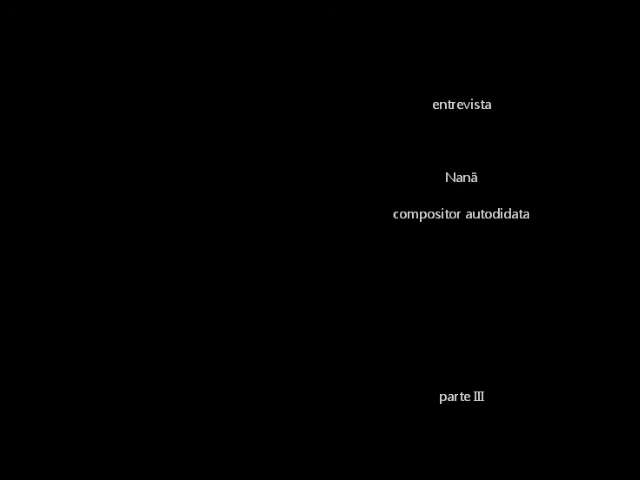 entrevista
Nanã
compositor autodidata
parte III